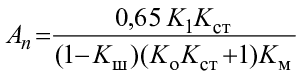 Aп = 0,65 K1Kст / (1–Kш)(KоKст+1)Kм